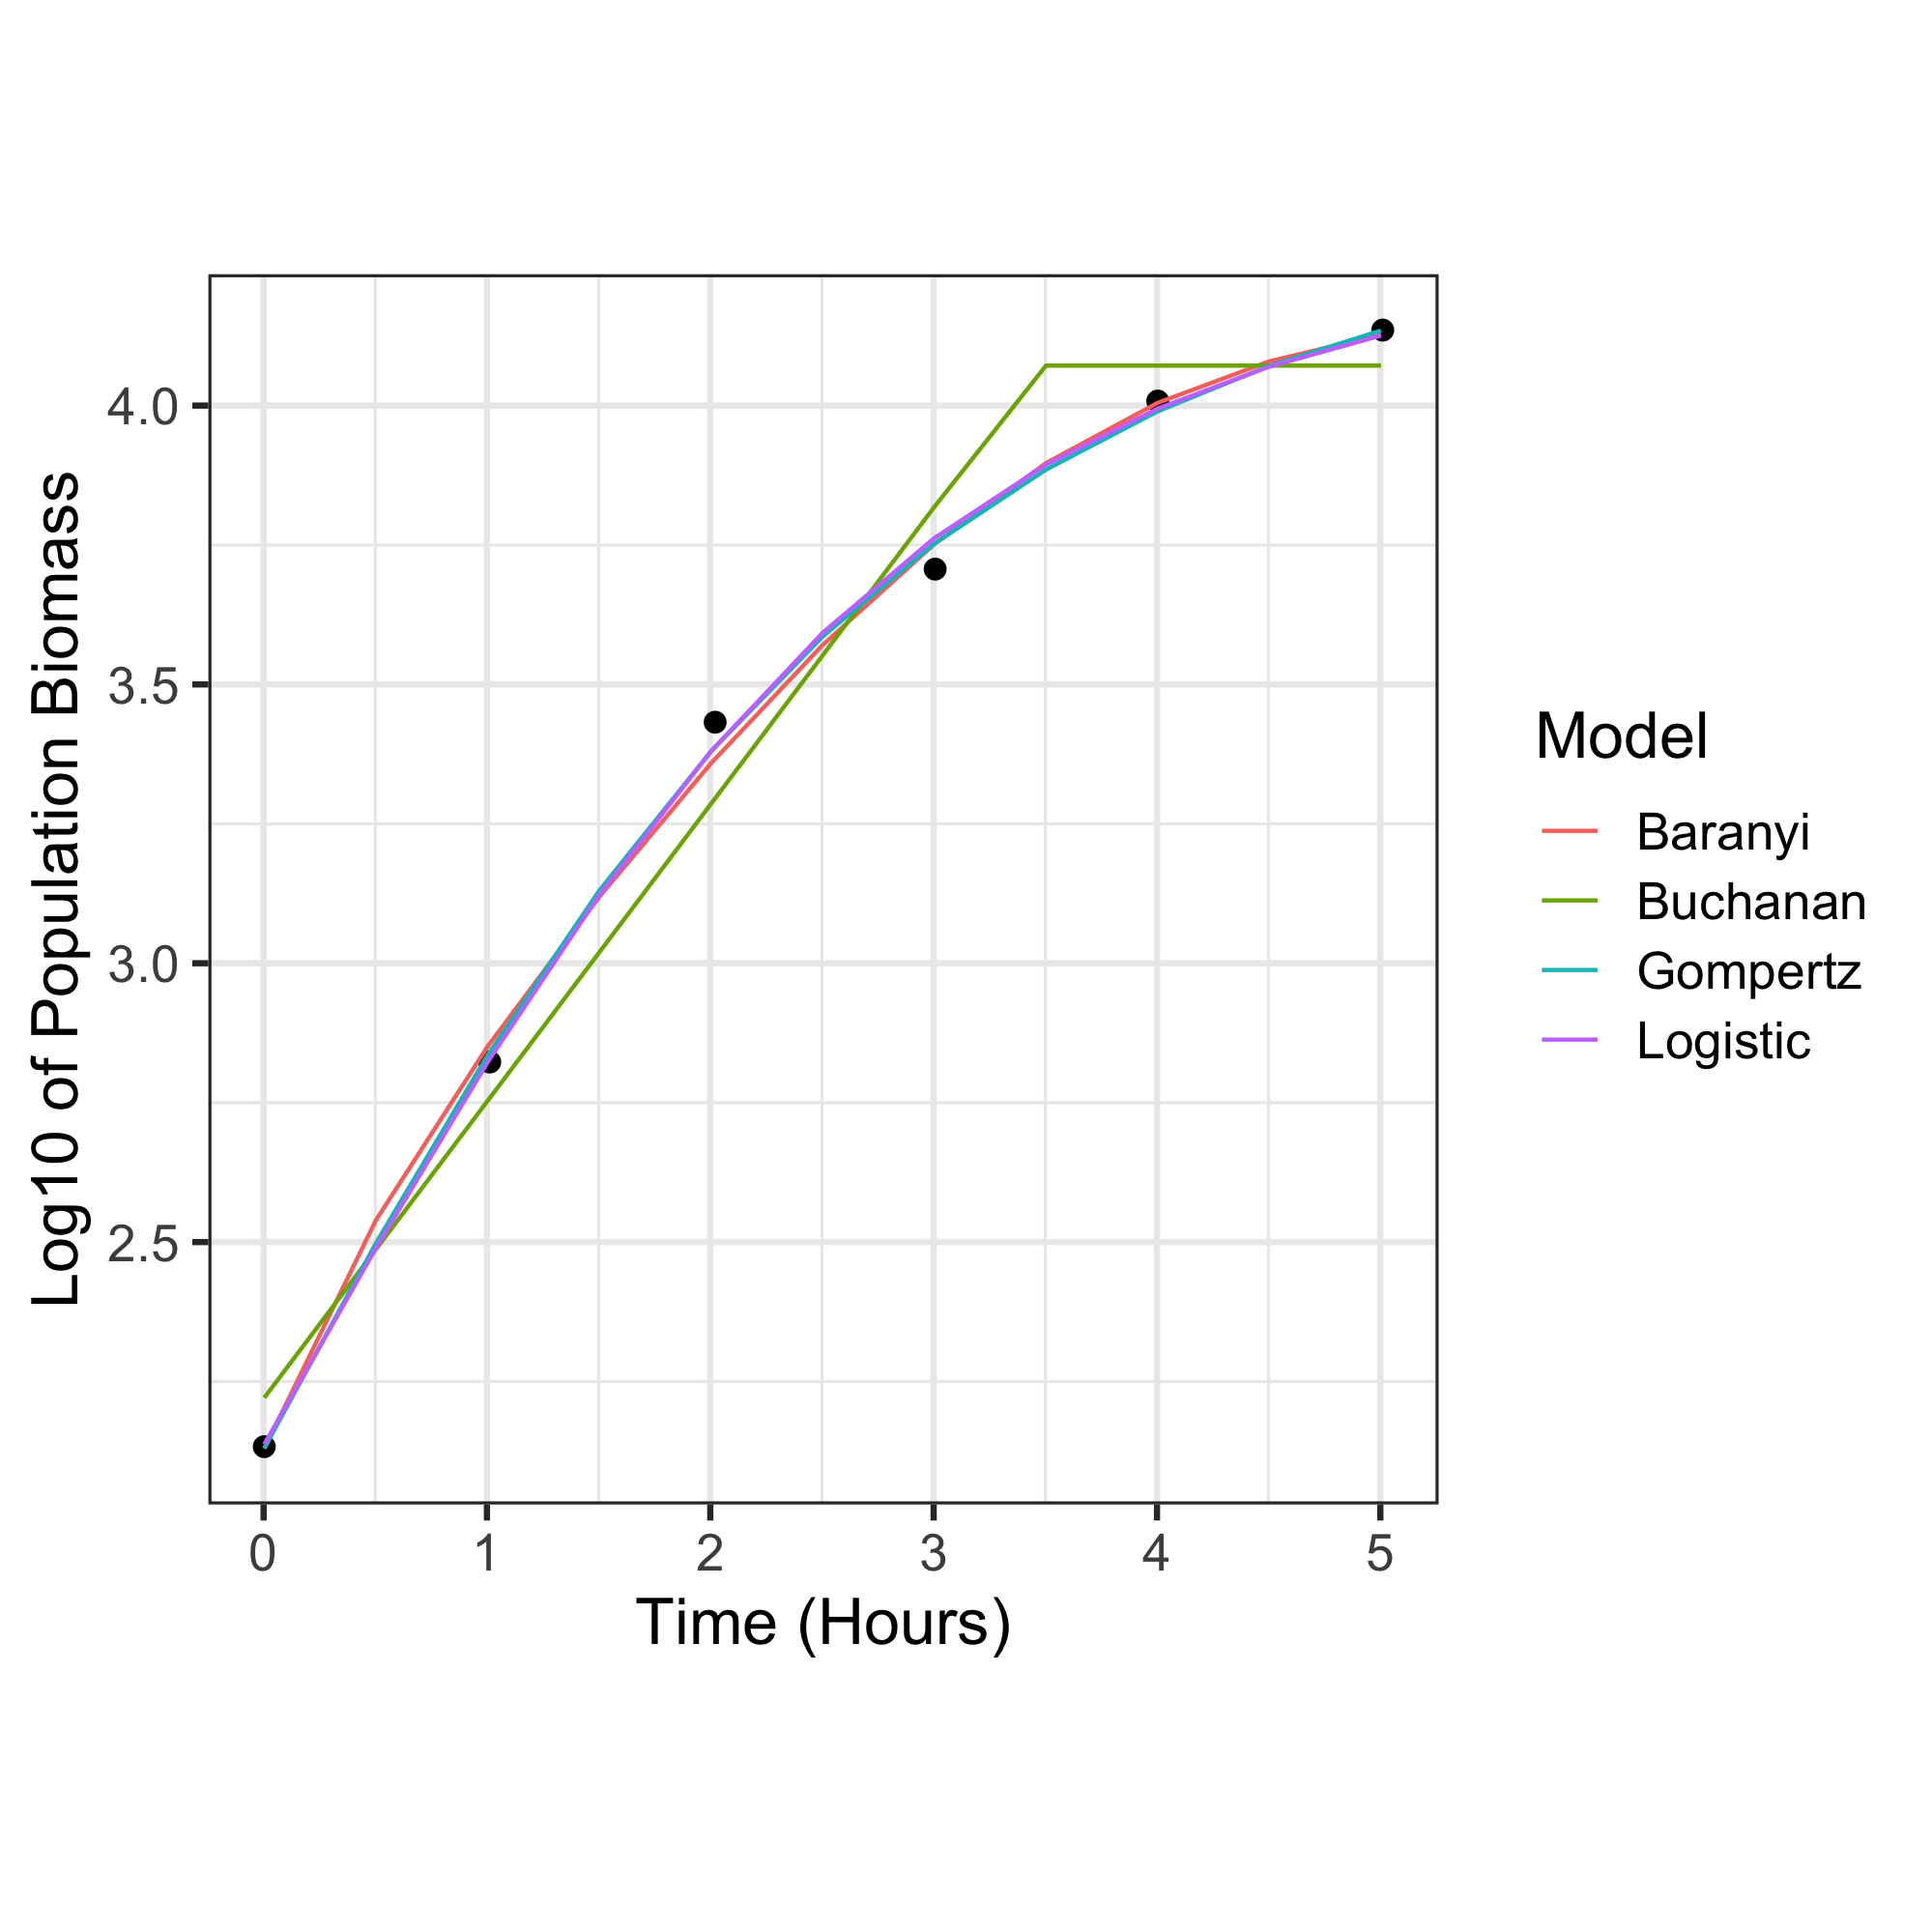 Log10 of Population Biomass
4.0
3.5
3.0
2.5
0 1 2 3 4 5
Time (Hours)
Model
Baranyi
Buchanan
Gompertz
Logistic